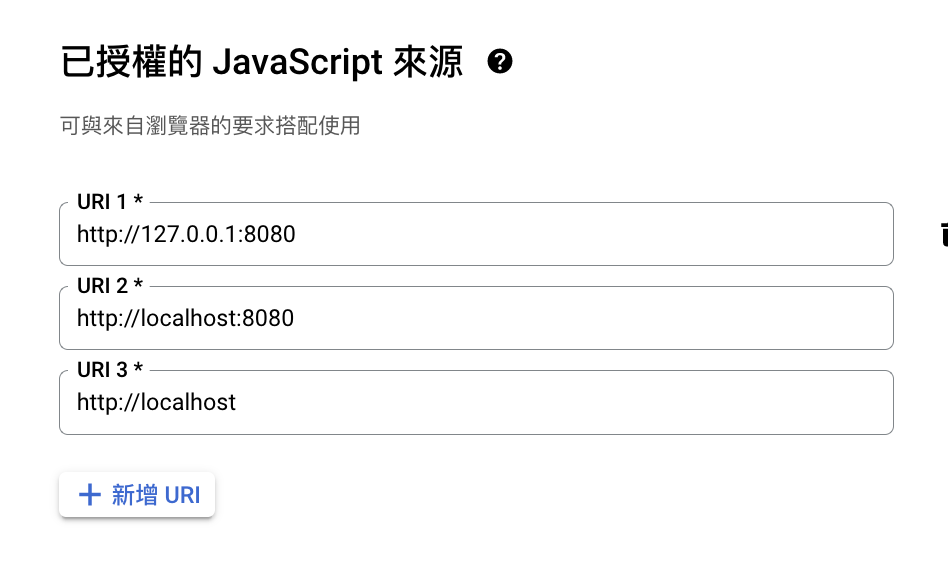 已授權的 JavaScript 來源
可與來自瀏覽器的要求搭配使用
URI 1 *
http://127.0.0.1:8080
URI 2 *
http://localhost:8080
URI 3 *
http://localhost
+ 新增 URI